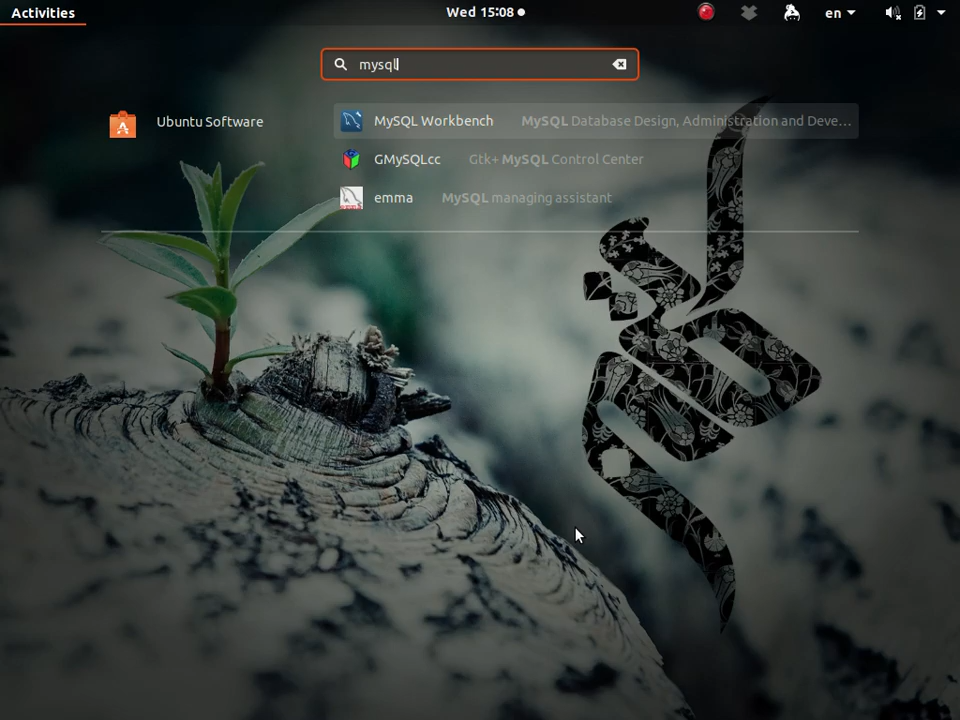 Activities
Wed 15:08
en
mysql
Ubuntu Software
MySQL Workbench MySQL Database Design, Administration and Deve…
GMySQLcc Gtk+ MySQL Control Center
emma MySQL managing assistant